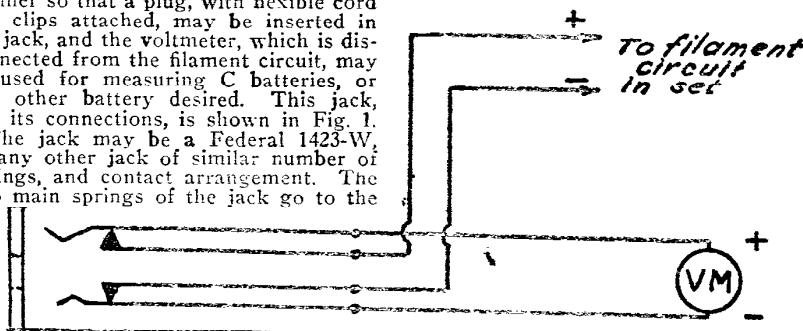 ner so that a plug, with flexible cord
clips attached, may be inserted in
jack, and the voltmeter, which is dis-
nected from the filament circuit, may
used for measuring C batteries, or
other battery desired. This jack,
its connections, is shown in Fig. 1.
he jack may be a Federal 1423-W,
any other jack of similar number of
ngs, and contact arrangement. The
main springs of the jack go to the
+
To filament
circuit
in set
−
+
VM
−